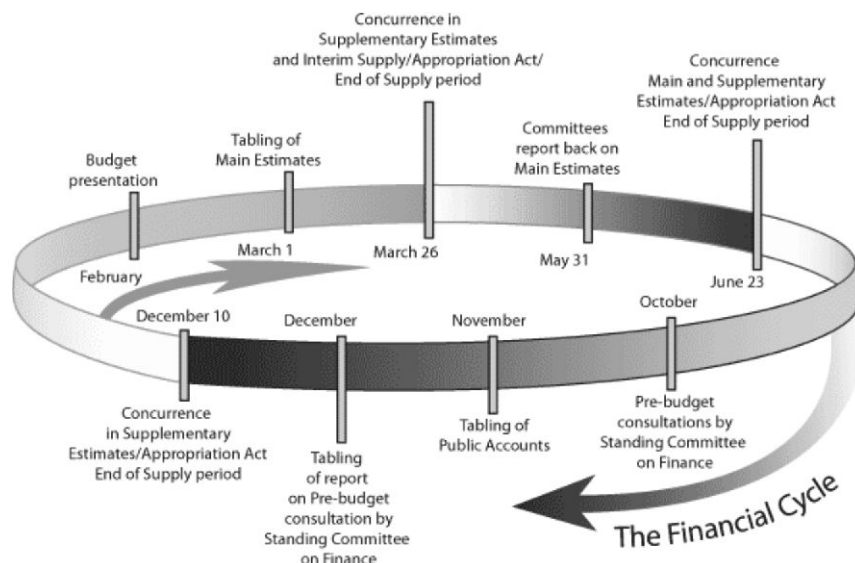 Concurrence in
Supplementary Estimates
and Interim Supply/Appropriation Act/
End of Supply period
Concurrence
Main and Supplementary
Estimates/Appropriation Act
End of Supply period
Tabling of
Main Estimates
Committees
report back on
Main Estimates
Budget
presentation
February
March 1
March 26
May 31
June 23
December 10
December
November
October
Concurrence
in Supplementary
Estimates/Appropriation Act
End of Supply period
Tabling
of report
on Pre-budget
consultation by
Standing Committee
on Finance
Tabling of
Public Accounts
Pre-budget
consultations by
Standing Committee
on Finance
The Financial Cycle